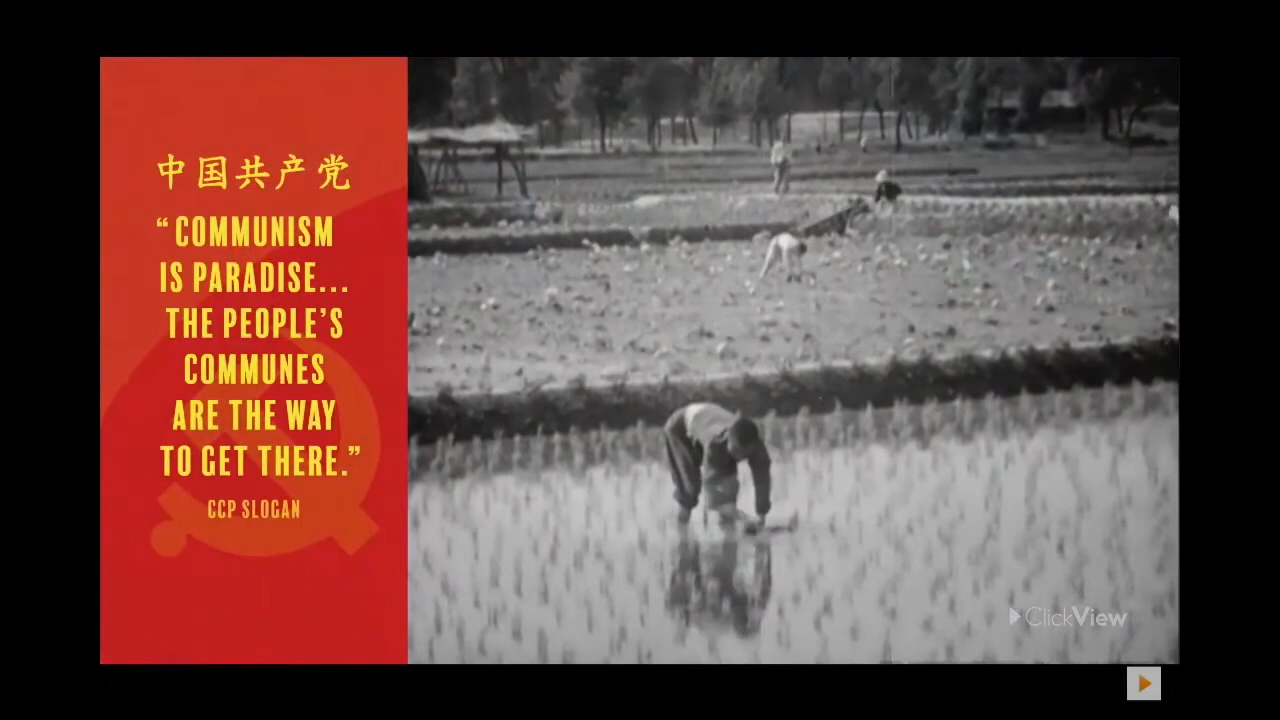 中国共产党
“COMMUNISM
IS PARADISE...
THE PEOPLE’S
COMMUNES
ARE THE WAY
TO GET THERE.”
CCP SLOGAN
ClickView